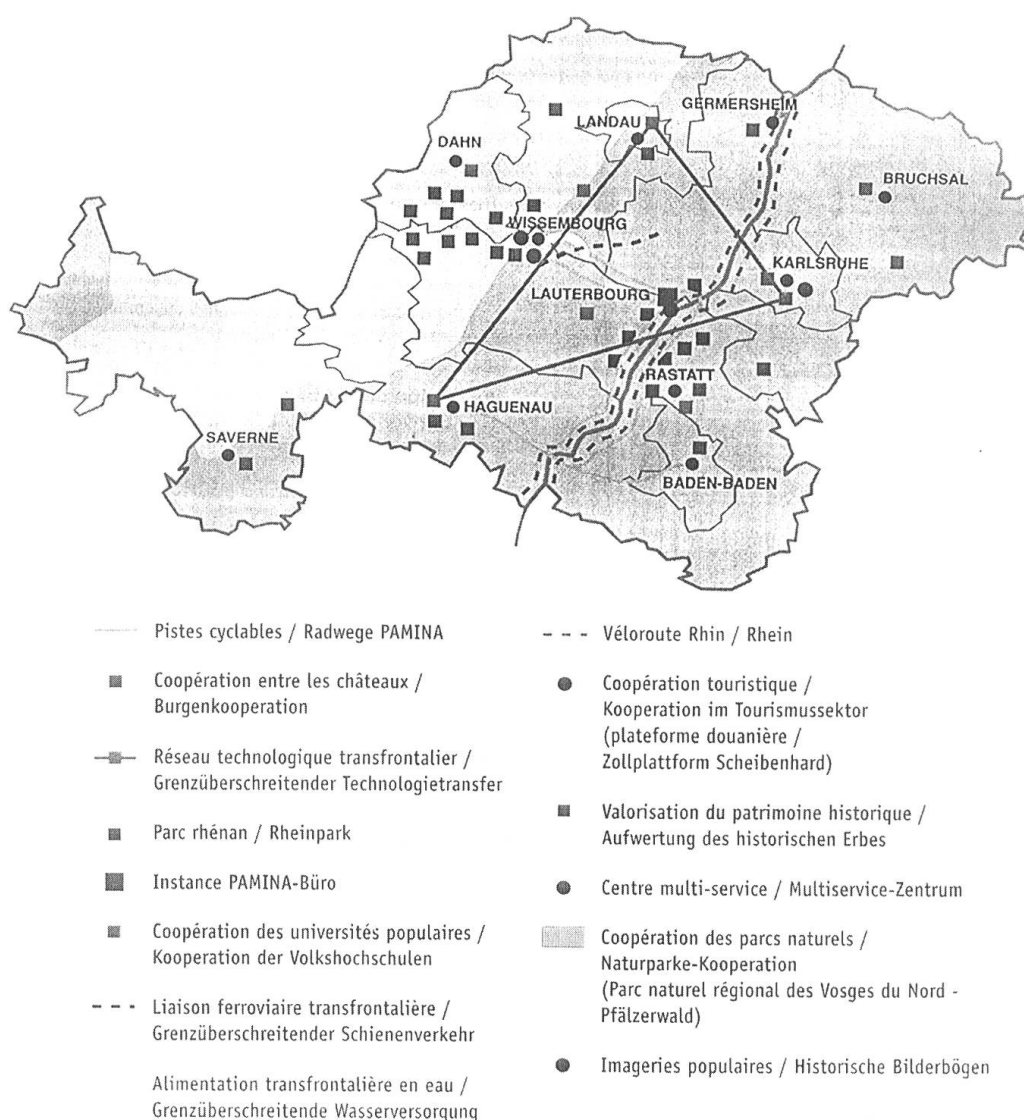 GERMERSHEIM
LANDAU
DAHN
BRUCHSAL
WISSEMBOURG
KARLSRUHE
LAUTERBOURG
RASTATT
HAGUENAU
SAVERNE
BADEN-BADEN
Pistes cyclables / Radwege PAMINA
Coopération entre les châteaux /
Burgenkooperation
Réseau technologique transfrontalier /
Grenzüberschreitender Technologietransfer
Parc rhénan / Rheinpark
Instance PAMINA-Büro
Coopération des universités populaires /
Kooperation der Volkshochschulen
Liaison ferroviaire transfrontalière /
Grenzüberschreitender Schienenverkehr
Alimentation transfrontalière en eau /
Grenzüberschreitende Wasserversorgung
Véloroute Rhin / Rhein
Coopération touristique /
Kooperation im Tourismussektor
(plateforme douanière /
Zollplattform Scheibenhard)
Valorisation du patrimoine historique /
Aufwertung des historischen Erbes
Centre multi-service / Multiservice-Zentrum
Coopération des parcs naturels /
Naturparke-Kooperation
(Parc naturel régional des Vosges du Nord -
Pfälzerwald)
Imageries populaires / Historische Bilderbögen